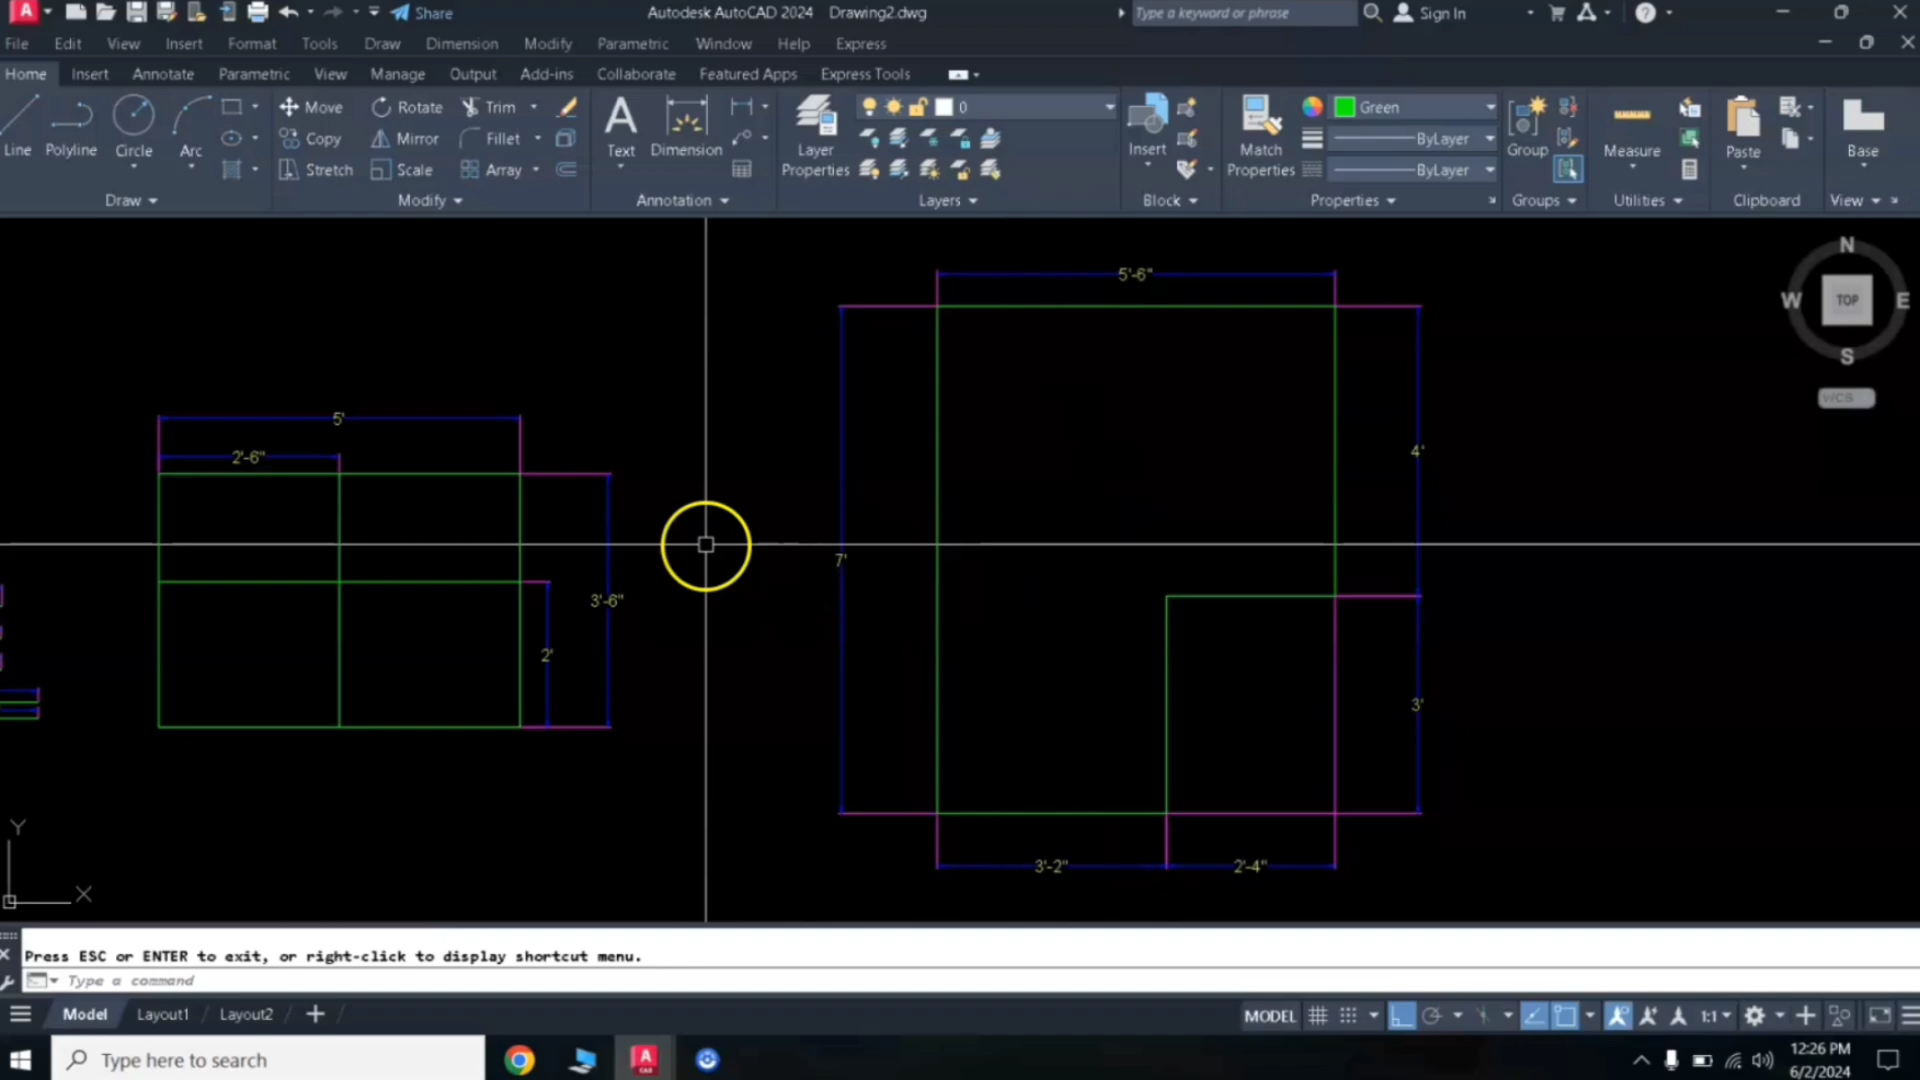 Share
Autodesk AutoCAD 2024 Drawing2.dwg
Type a keyword or phrase
Sign In
File Edit View Insert Format Tools Draw Dimension Modify Parametric Window Help Express
Home Insert Annotate Parametric View Manage Output Add-ins Collaborate Featured Apps Express Tools
Line
Polyline
Circle
Arc
Draw
Move
Rotate
Trim
Copy
Mirror
Fillet
Stretch
Scale
Array
Modify
Text
Dimension
Annotation
Layer
Properties
0
Layers
Insert
Block
Match
Properties
Green
ByLayer
ByLayer
Properties
Group
Groups
Measure
Utilities
Paste
Clipboard
Base
View
N
W
TOP
E
S
WCS
5'
2'-6"
3'-6"
2'
5'-6"
7'
4'
3'
3'-2"
2'-4"
Y
X
Press ESC or ENTER to exit, or right-click to display shortcut menu.
Type a command
Model Layout1 Layout2
MODEL
1:1
Type here to search
12:26 PM
6/2/2024